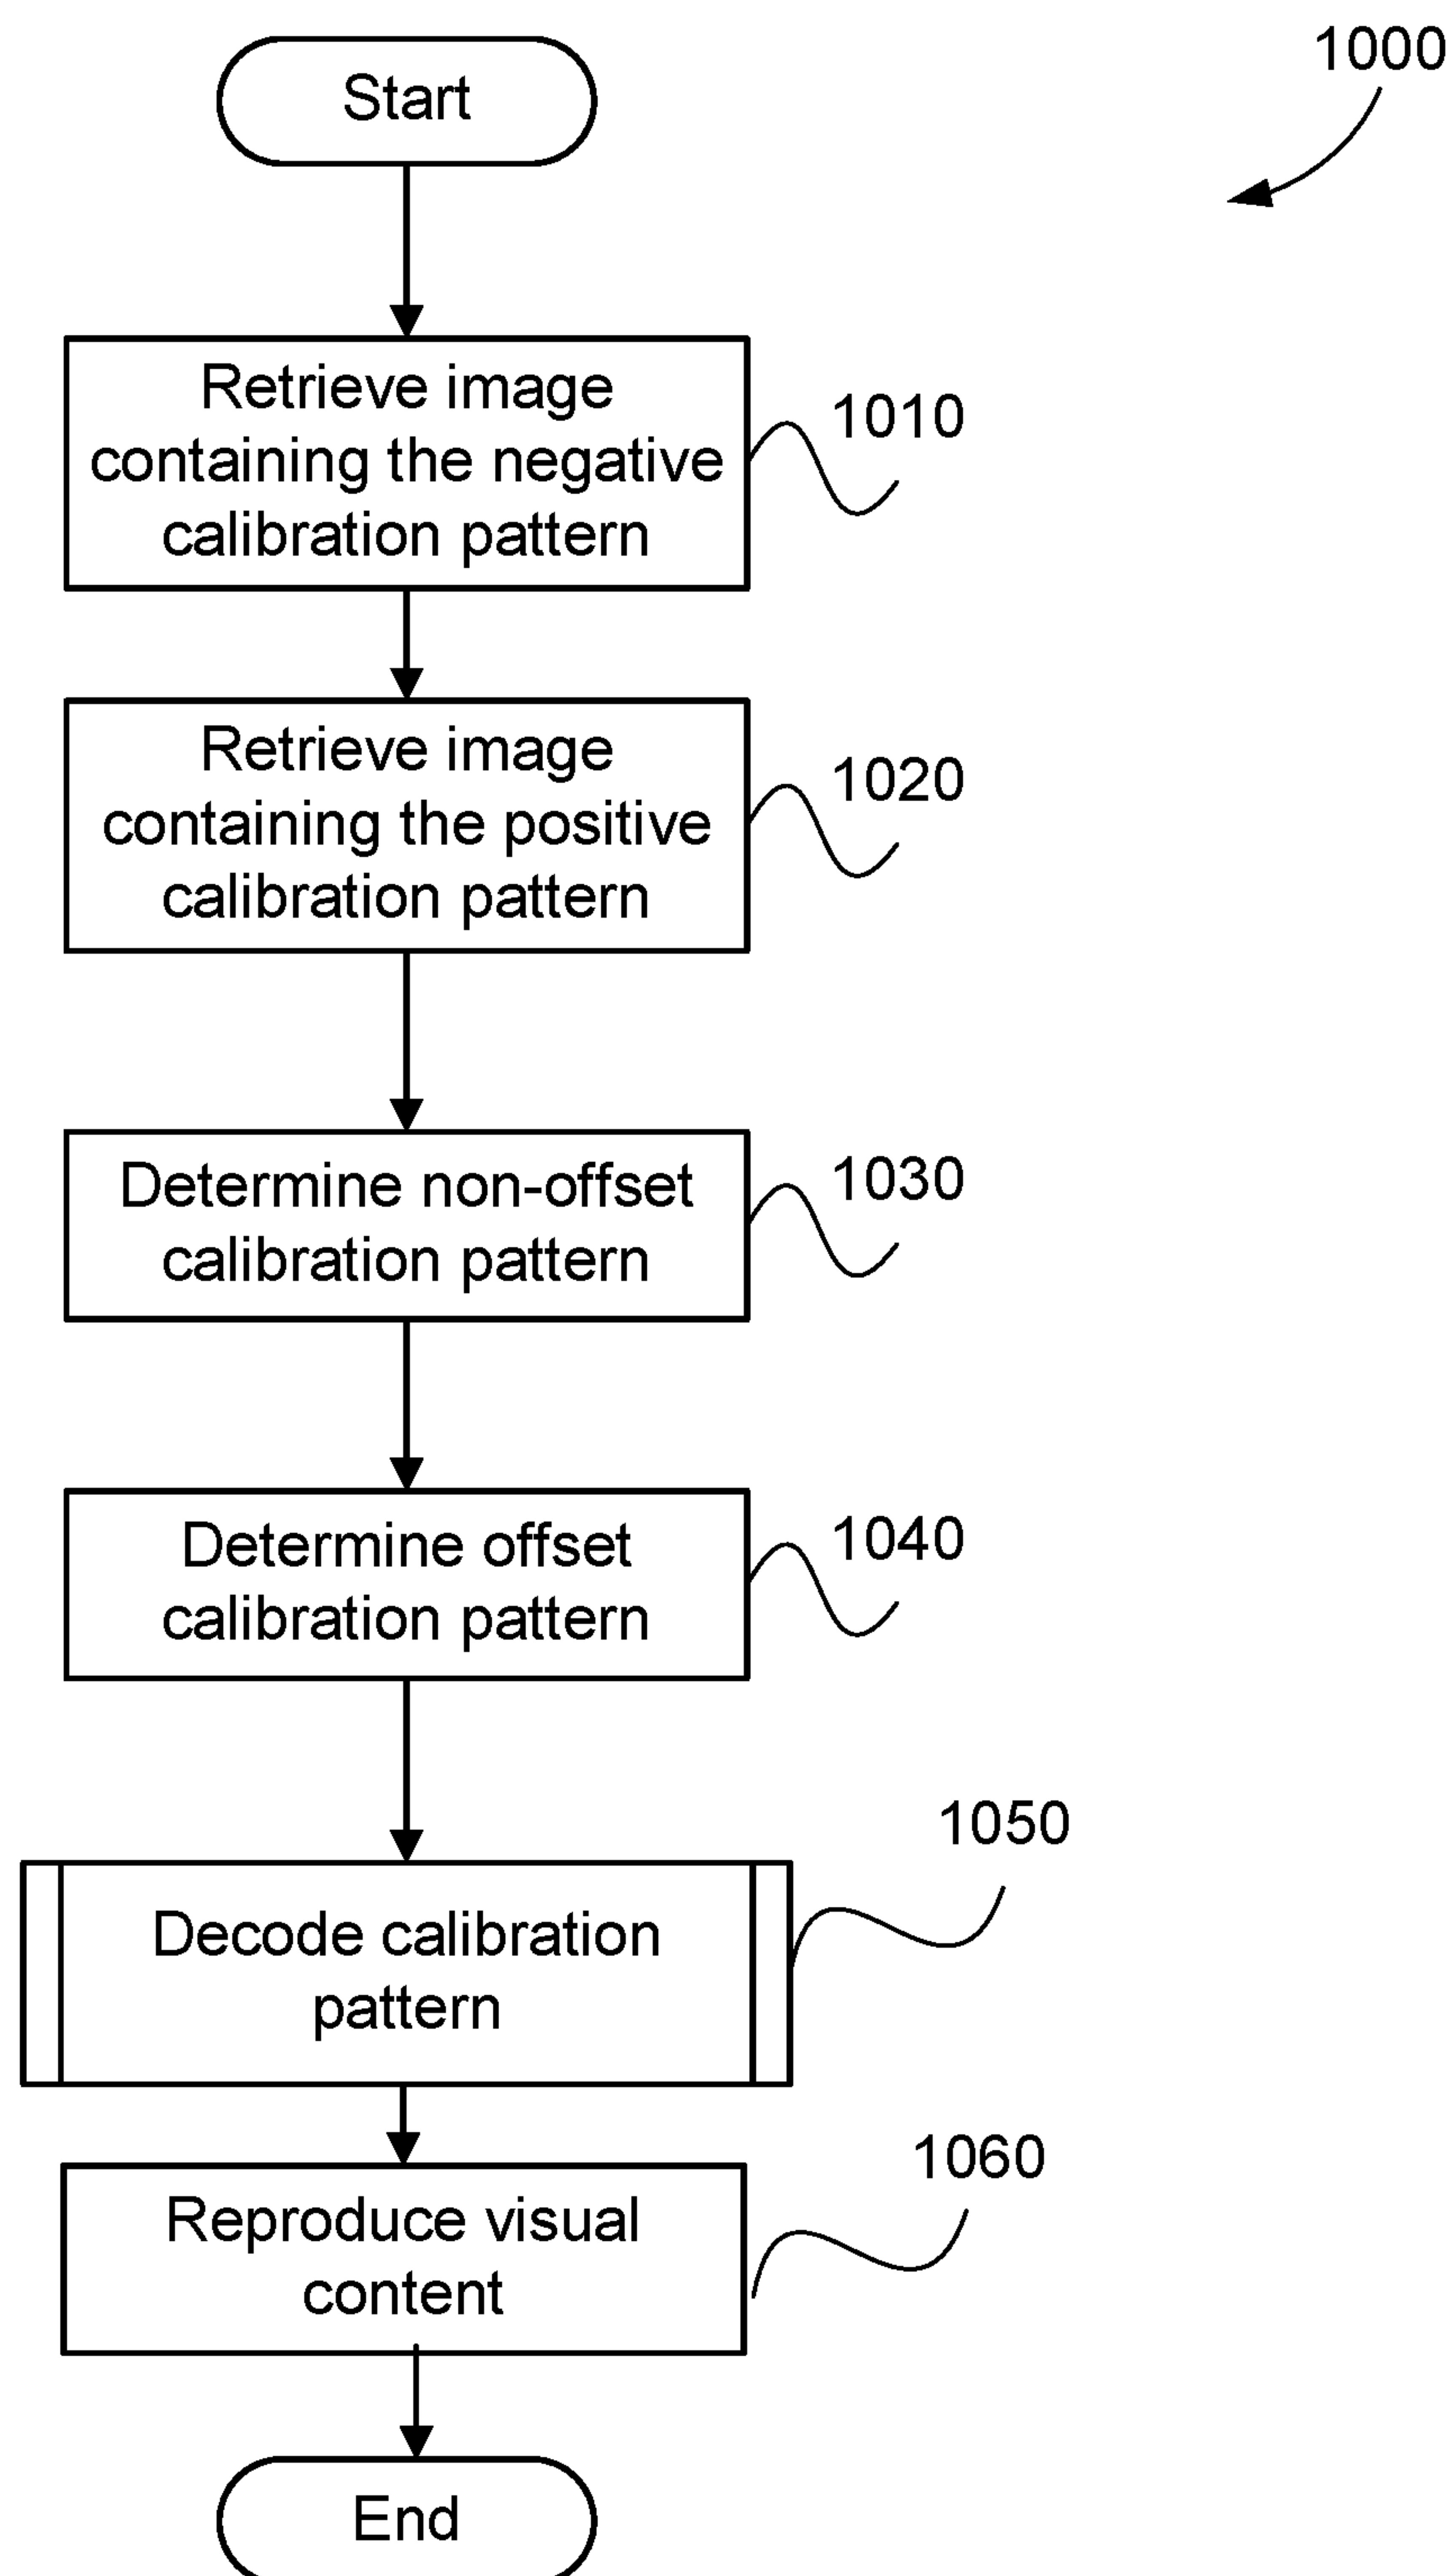 1000
Start
Retrieve image
containing the negative
calibration pattern
1010
Retrieve image
containing the positive
calibration pattern
1020
Determine non-offset
calibration pattern
1030
Determine offset
calibration pattern
1040
Decode calibration
pattern
1050
Reproduce visual
content
1060
End